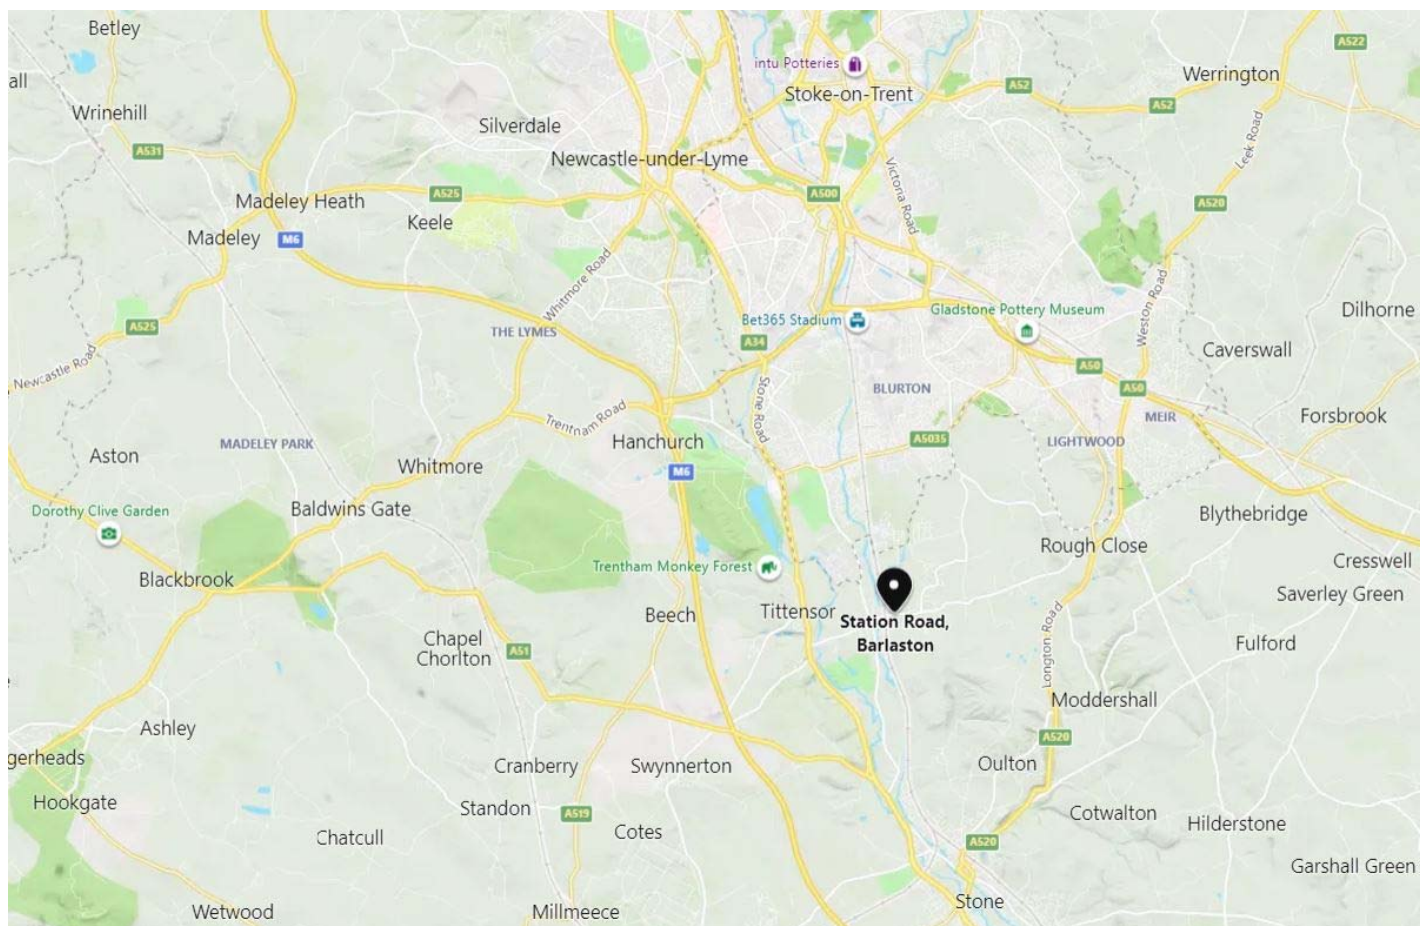 Betley
A522
intu Potteries
Werrington
all
A52
Stoke-on-Trent
A52
Wrinehill
Silverdale
Leek Road
A531
Newcastle-under-Lyme
Victoria Road
A525
A500
Madeley Heath
A520
Keele
Madeley
M6
Whitmore Road
Weston Road
Gladstone Pottery Museum
Dilhorne
Bet365 Stadium
A525
THE LYMES
A34
Caverswall
Newcastle Road
A50
A50
BLURTON
Stone Road
Trentham Road
Forsbrook
MEIR
A5035
LIGHTWOOD
Hanchurch
MADELEY PARK
Aston
Whitmore
M6
Baldwins Gate
Dorothy Clive Garden
Blythebridge
Rough Close
Cresswell
Trentham Monkey Forest
Blackbrook
Saverley Green
Beech
Tittensor
Station Road,
Barlaston
Longton Road
Chapel
Chorlton
A51
Fulford
Moddershall
Ashley
A520
gerheads
Cranberry
Swynnerton
Oulton
Hookgate
Standon
A519
Cotwalton
Hilderstone
Chatcull
Cotes
A520
Garshall Green
Wetwood
Millmeece
Stone